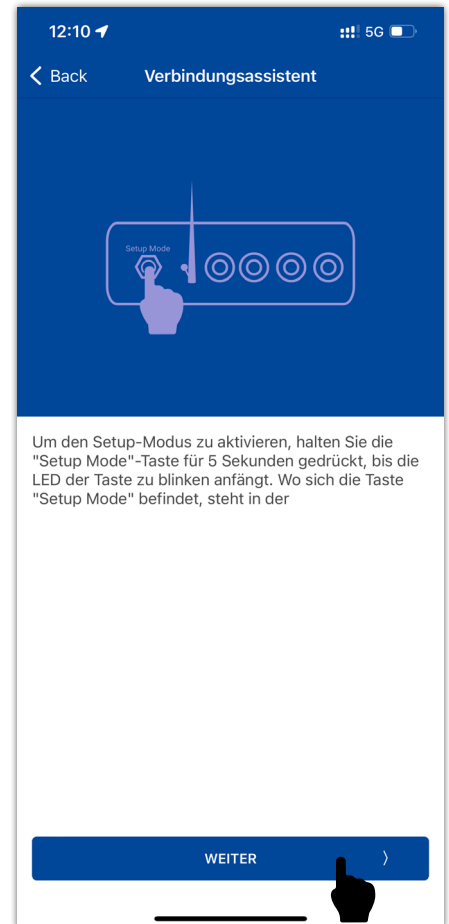 12:10
5G
Back
Verbindungsassistent
Setup Mode
Um den Setup-Modus zu aktivieren, halten Sie die
"Setup Mode"-Taste für 5 Sekunden gedrückt, bis die
LED der Taste zu blinken anfängt. Wo sich die Taste
"Setup Mode" befindet, steht in der
WEITER